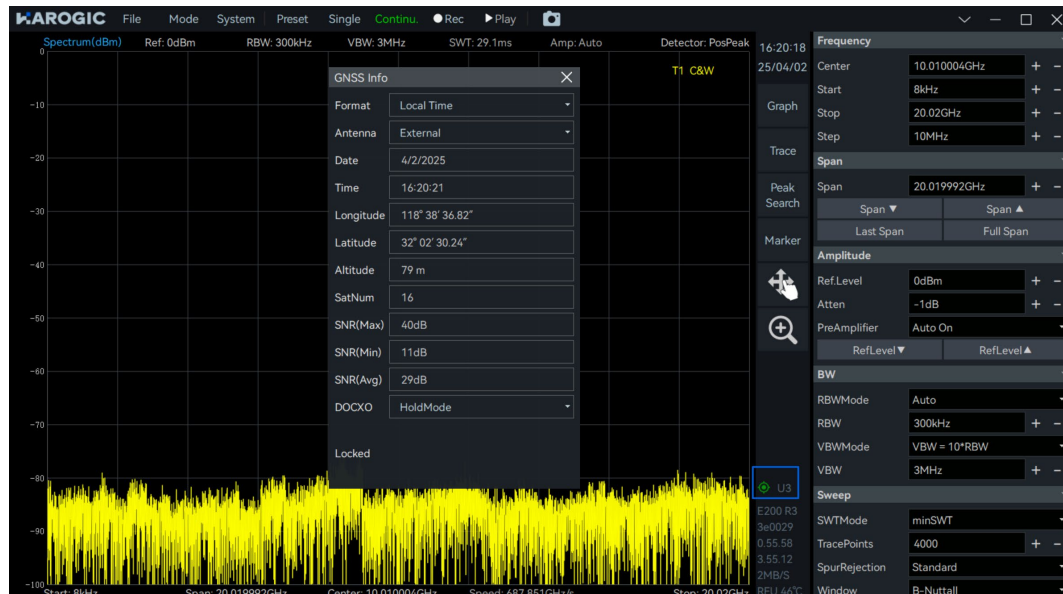 HAROGIC File Mode System Preset Single Continu. Rec Play
Spectrum(dBm) Ref: 0dBm RBW: 300kHz VBW: 3MHz SWT: 29.1ms Amp: Auto Detector: PosPeak
0
-10
-20
-30
-40
-50
-60
-70
-80
-90
-100
T1 C&W
GNSS Info
Format Local Time
Antenna External
Date 4/2/2025
Time 16:20:21
Longitude 118° 38′ 36.82″
Latitude 32° 02′ 30.24″
Altitude 79 m
SatNum 16
SNR(Max) 40dB
SNR(Min) 11dB
SNR(Avg) 29dB
DOCXO HoldMode
Locked
Start: 8kHz Span: 20.019992GHz Center: 10.010004GHz Speed: 687.851GHz/s Stop: 20.02GHz
16:20:18
25/04/02
Graph
Trace
Peak
Search
Marker
U3
E200 R3
3e0029
0.55.58
3.55.12
2MB/S
REU 46°C
Frequency
Center 10.010004GHz + -
Start 8kHz + -
Stop 20.02GHz + -
Step 10MHz + -
Span
Span 20.019992GHz + -
Span ▼ Span ▲
Last Span Full Span
Amplitude
Ref.Level 0dBm + -
Atten -1dB + -
PreAmplifier Auto On
RefLevel▼ RefLevel▲
BW
RBWMode Auto
RBW 300kHz + -
VBWMode VBW = 10*RBW
VBW 3MHz + -
Sweep
SWTMode minSWT
TracePoints 4000 + -
SpurRejection Standard
Window B-Nuttall